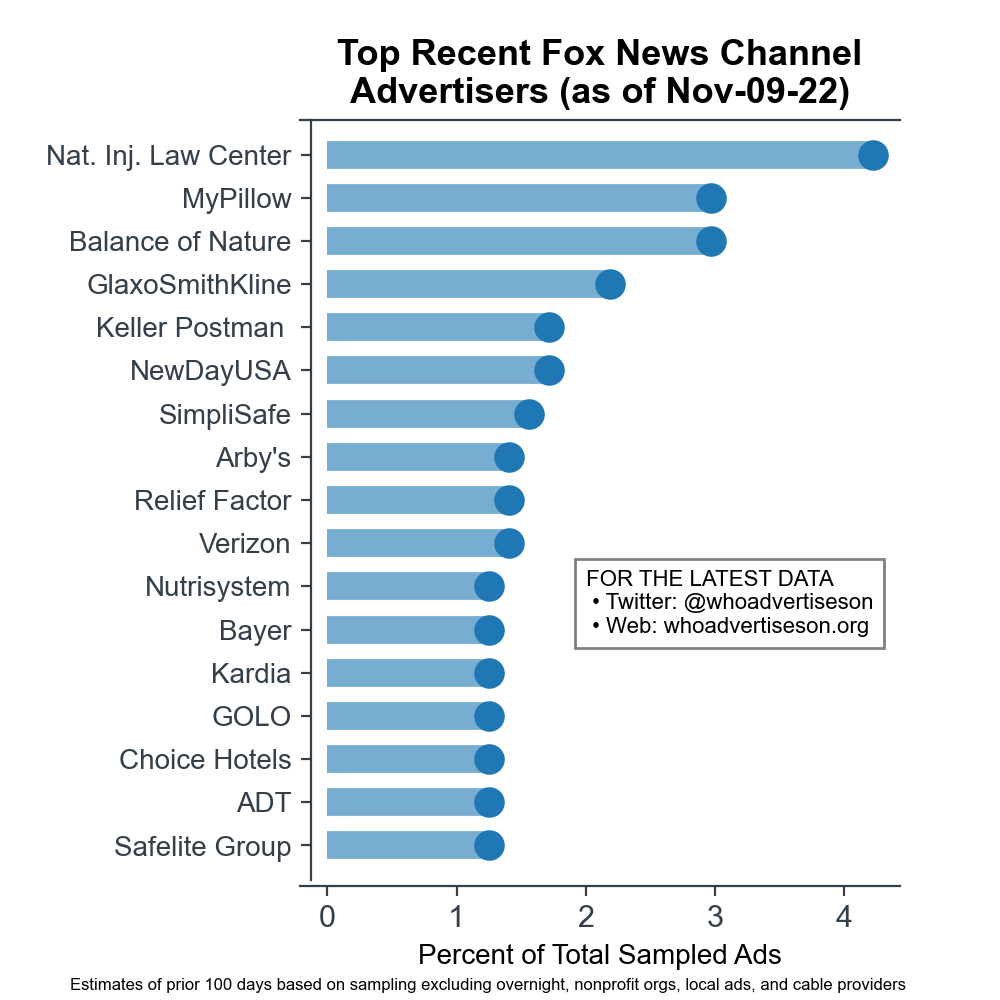 Top Recent Fox News Channel
Advertisers (as of Nov-09-22)
Nat. Inj. Law Center
MyPillow
Balance of Nature
GlaxoSmithKline
Keller Postman
NewDayUSA
SimpliSafe
Arby's
Relief Factor
Verizon
Nutrisystem
Bayer
Kardia
GOLO
Choice Hotels
ADT
Safelite Group
FOR THE LATEST DATA
• Twitter: @whoadvertiseson
• Web: whoadvertiseson.org
0 1 2 3 4
Percent of Total Sampled Ads
Estimates of prior 100 days based on sampling excluding overnight, nonprofit orgs, local ads, and cable providers